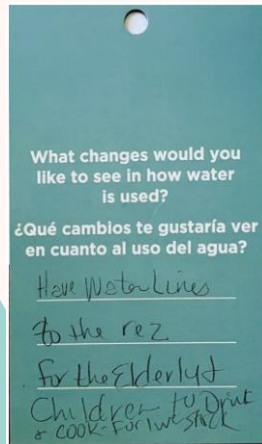 What changes would you
like to see in how water
is used?
¿Qué cambios te gustaría ver
en cuanto al uso del agua?
Have Water Lines
to the rez
for the Elderly &
Children to Drink
& COOK - For livestock